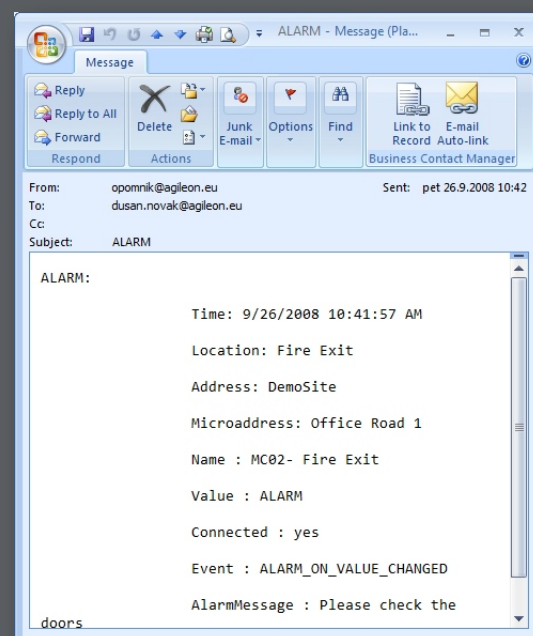 ALARM - Message (Pla...
Message
Reply
Reply to All
Forward
Respond
Delete
Actions
Junk
E-mail
Options
Find
Link to
Record
E-mail
Auto-link
Business Contact Manager
From: opomnik@agileon.eu Sent: pet 26.9.2008 10:42
To: dusan.novak@agileon.eu
Cc:
Subject: ALARM
ALARM:
Time: 9/26/2008 10:41:57 AM
Location: Fire Exit
Address: DemoSite
Microaddress: Office Road 1
Name : MC02- Fire Exit
Value : ALARM
Connected : yes
Event : ALARM_ON_VALUE_CHANGED
AlarmMessage : Please check the
doors